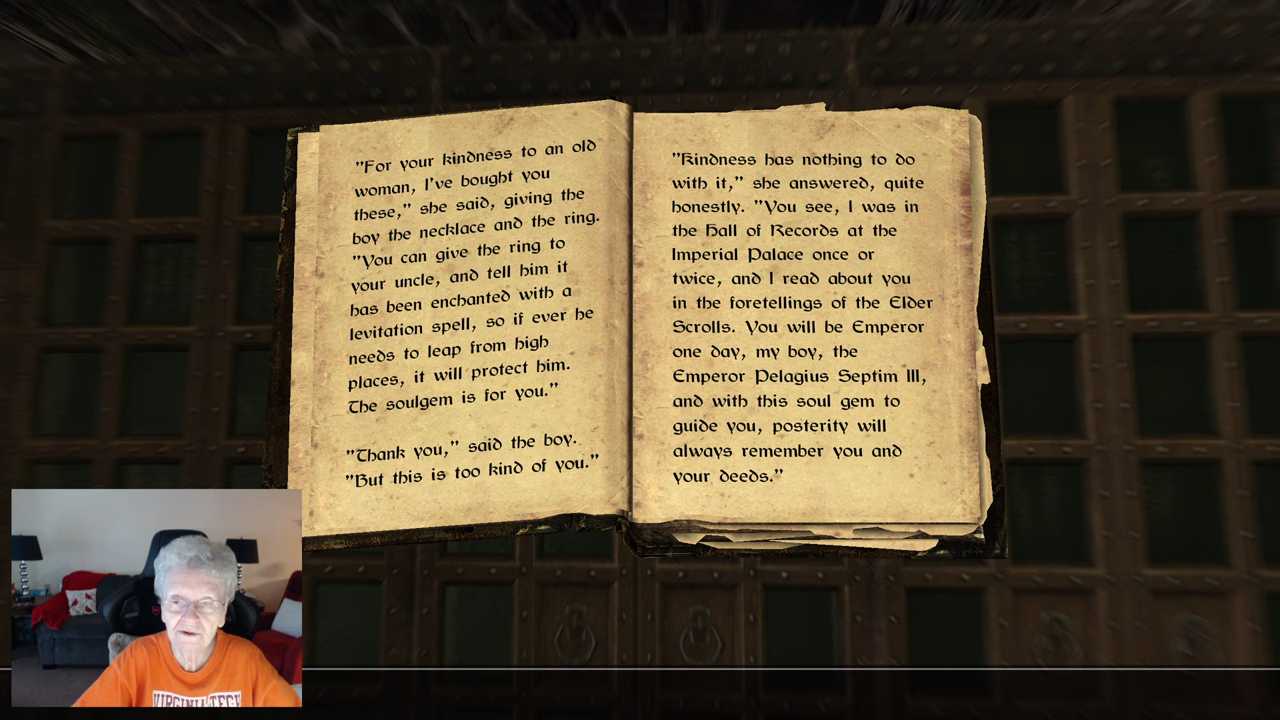 "For your kindness to an old
woman, I've bought you
these," she said, giving the
boy the necklace and the ring.
"You can give the ring to
your uncle, and tell him it
has been enchanted with a
levitation spell, so if ever he
needs to leap from high
places, it will protect him.
The soulgem is for you."
"Thank you," said the boy.
"But this is too kind of you."
"Kindness has nothing to do
with it," she answered, quite
honestly. "You see, I was in
the Hall of Records at the
Imperial Palace once or
twice, and I read about you
in the foretellings of the Elder
Scrolls. You will be Emperor
one day, my boy, the
Emperor Pelagius Septim III,
and with this soul gem to
guide you, posterity will
always remember you and
your deeds."
VIRGINIA TECH